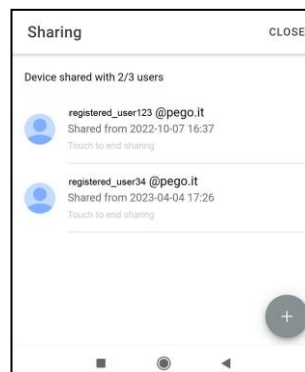 Sharing CLOSE
Device shared with 2/3 users
registered_user123 @pego.it
Shared from 2022-10-07 16:37
Touch to end sharing
registered_user34 @pego.it
Shared from 2023-04-04 17:26
Touch to end sharing
+